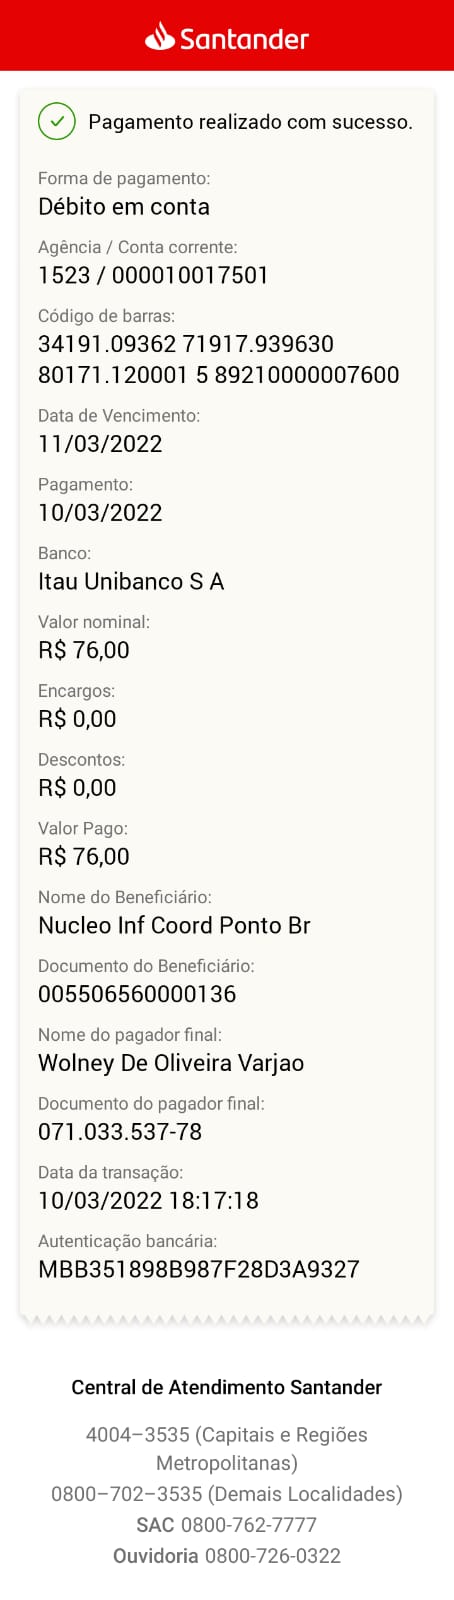 Santander
Pagamento realizado com sucesso.
Forma de pagamento:
Débito em conta
Agência / Conta corrente:
1523 / 000010017501
Código de barras:
34191.09362 71917.939630
80171.120001 5 89210000007600
Data de Vencimento:
11/03/2022
Pagamento:
10/03/2022
Banco:
Itau Unibanco S A
Valor nominal:
R$ 76,00
Encargos:
R$ 0,00
Descontos:
R$ 0,00
Valor Pago:
R$ 76,00
Nome do Beneficiário:
Nucleo Inf Coord Ponto Br
Documento do Beneficiário:
005506560000136
Nome do pagador final:
Wolney De Oliveira Varjao
Documento do pagador final:
071.033.537-78
Data da transação:
10/03/2022 18:17:18
Autenticação bancária:
MBB351898B987F28D3A9327
Central de Atendimento Santander
4004–3535 (Capitais e Regiões
Metropolitanas)
0800–702–3535 (Demais Localidades)
SAC 0800-762-7777
Ouvidoria 0800-726-0322